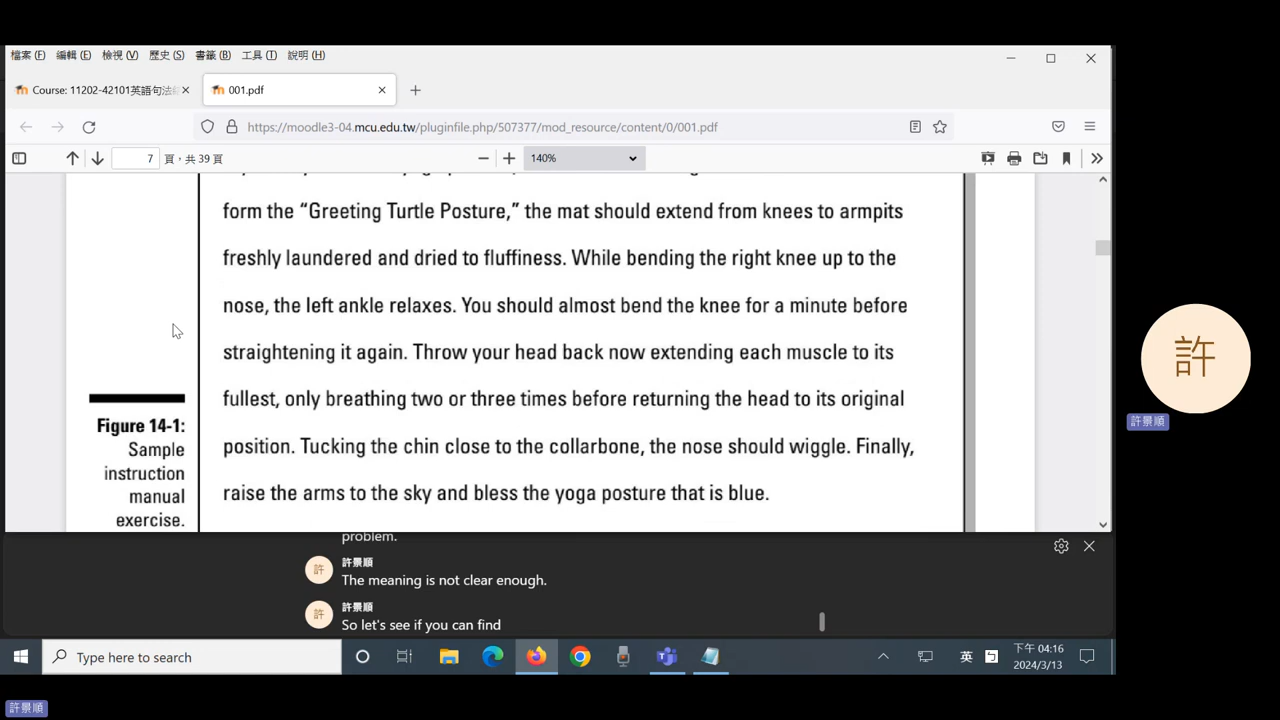 檔案 (F) 編輯 (E) 檢視 (V) 歷史 (S) 書籤 (B) 工具 (T) 說明 (H)
Course: 11202-42101英語句法
001.pdf
https://moodle3-04.mcu.edu.tw/pluginfile.php/507377/mod_resource/content/0/001.pdf
7 頁，共 39 頁
140%
form the “Greeting Turtle Posture,” the mat should extend from knees to armpits
freshly laundered and dried to fluffiness. While bending the right knee up to the
nose, the left ankle relaxes. You should almost bend the knee for a minute before
straightening it again. Throw your head back now extending each muscle to its
fullest, only breathing two or three times before returning the head to its original
position. Tucking the chin close to the collarbone, the nose should wiggle. Finally,
raise the arms to the sky and bless the yoga posture that is blue.
Figure 14-1:
Sample
instruction
manual
exercise.
problem.
許 許景順
The meaning is not clear enough.
許 許景順
So let's see if you can find
許
許景順
Type here to search
英
下午 04:16
2024/3/13
許景順